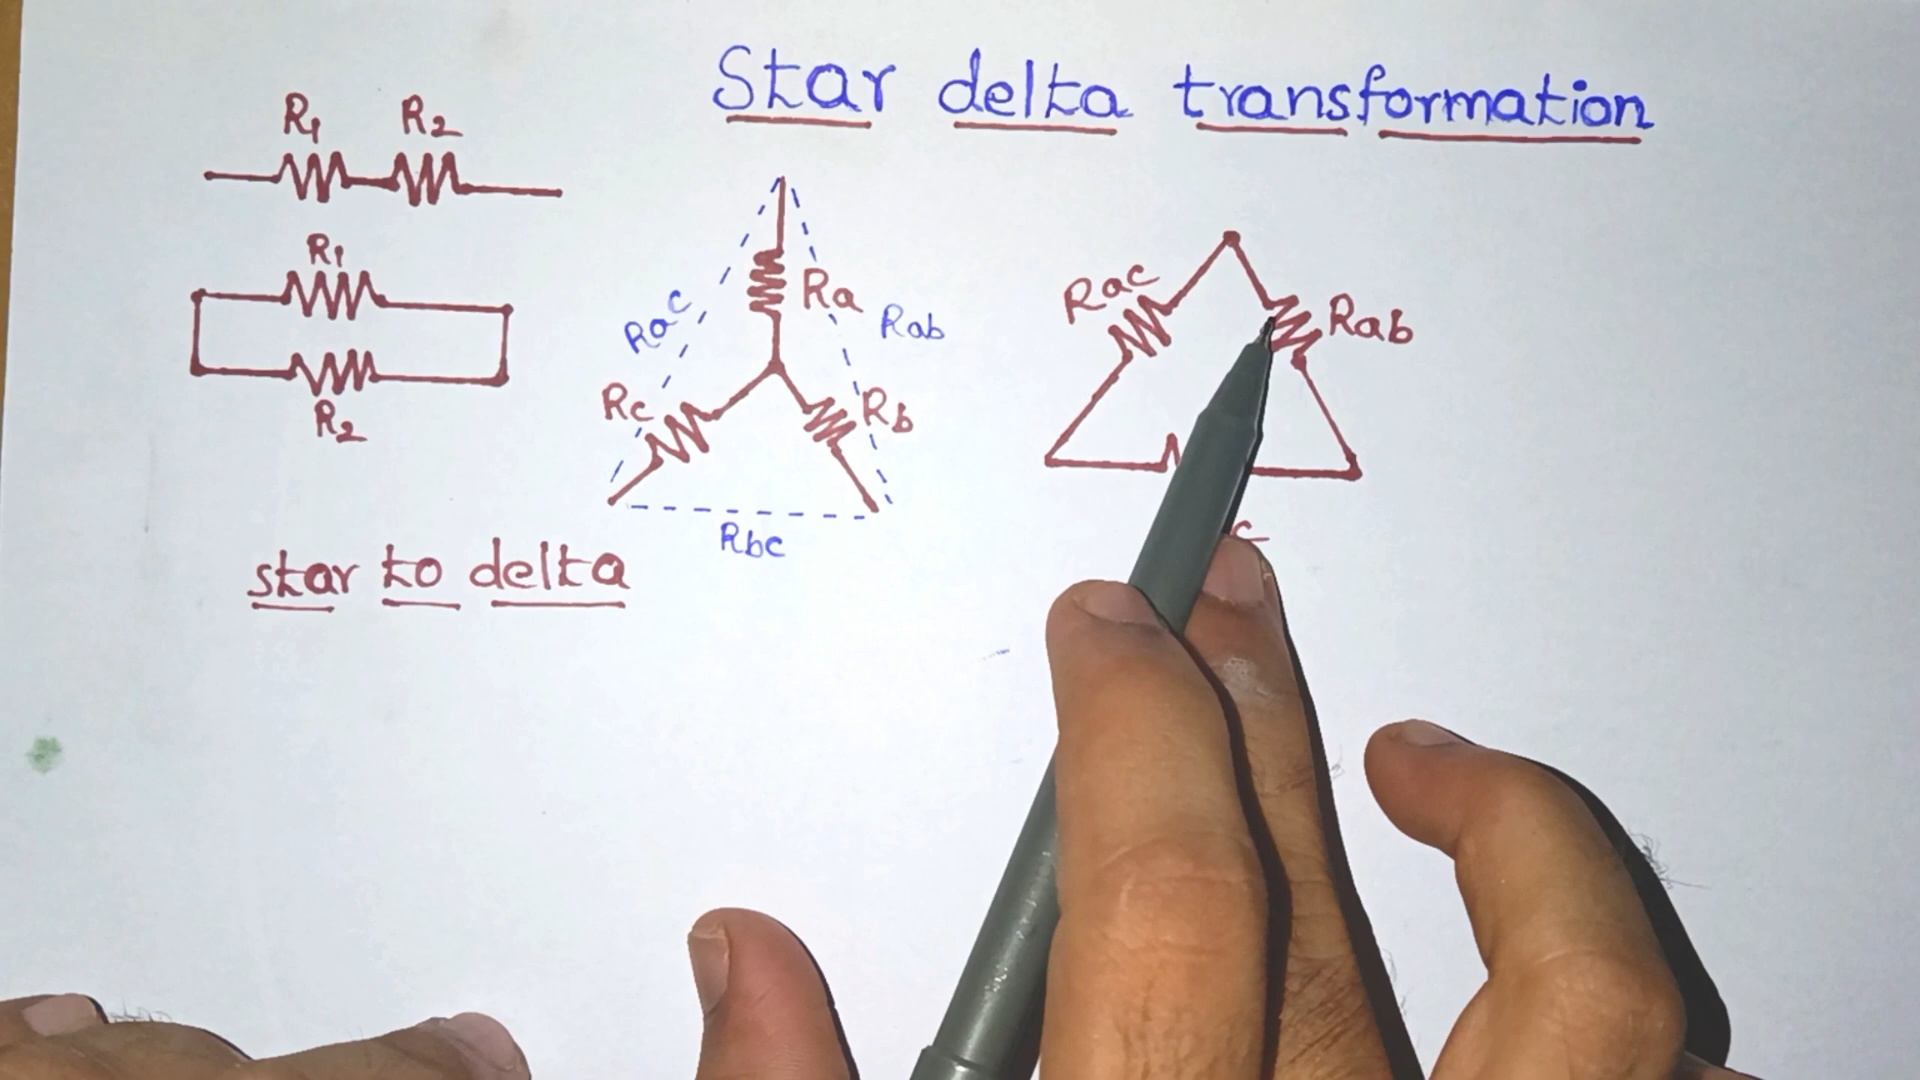 Star delta transformation
R1 R2
R1
R2
Rac
Ra
Rab
Rc
Rb
Rbc
Rac
Rab
c
star to delta